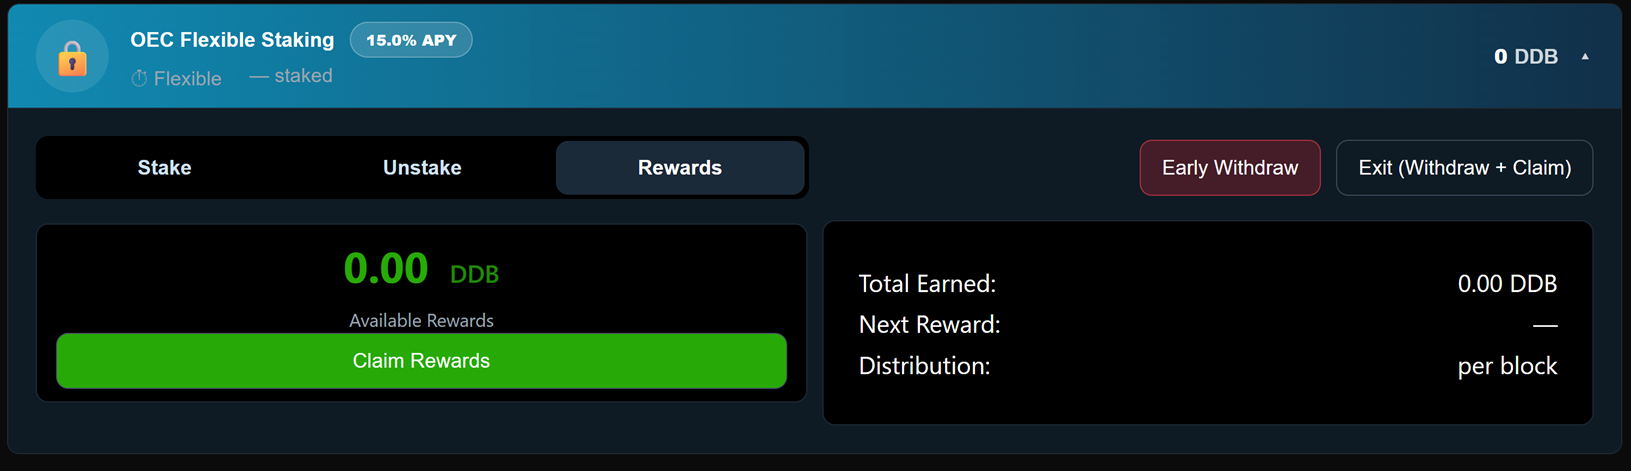 OEC Flexible Staking 15.0% APY
Flexible — staked
0 DDB
Stake Unstake Rewards
Early Withdraw Exit (Withdraw + Claim)
0.00 DDB
Available Rewards
Claim Rewards
Total Earned: 0.00 DDB
Next Reward: —
Distribution: per block